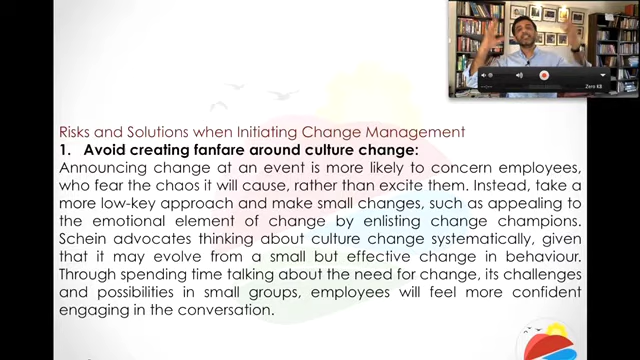 Zero KB
Risks and Solutions when Initiating Change Management
1. Avoid creating fanfare around culture change:
Announcing change at an event is more likely to concern employees,
who fear the chaos it will cause, rather than excite them. Instead, take a
more low-key approach and make small changes, such as appealing to
the emotional element of change by enlisting change champions.
Schein advocates thinking about culture change systematically, given
that it may evolve from a small but effective change in behaviour.
Through spending time talking about the need for change, its challenges
and possibilities in small groups, employees will feel more confident
engaging in the conversation.